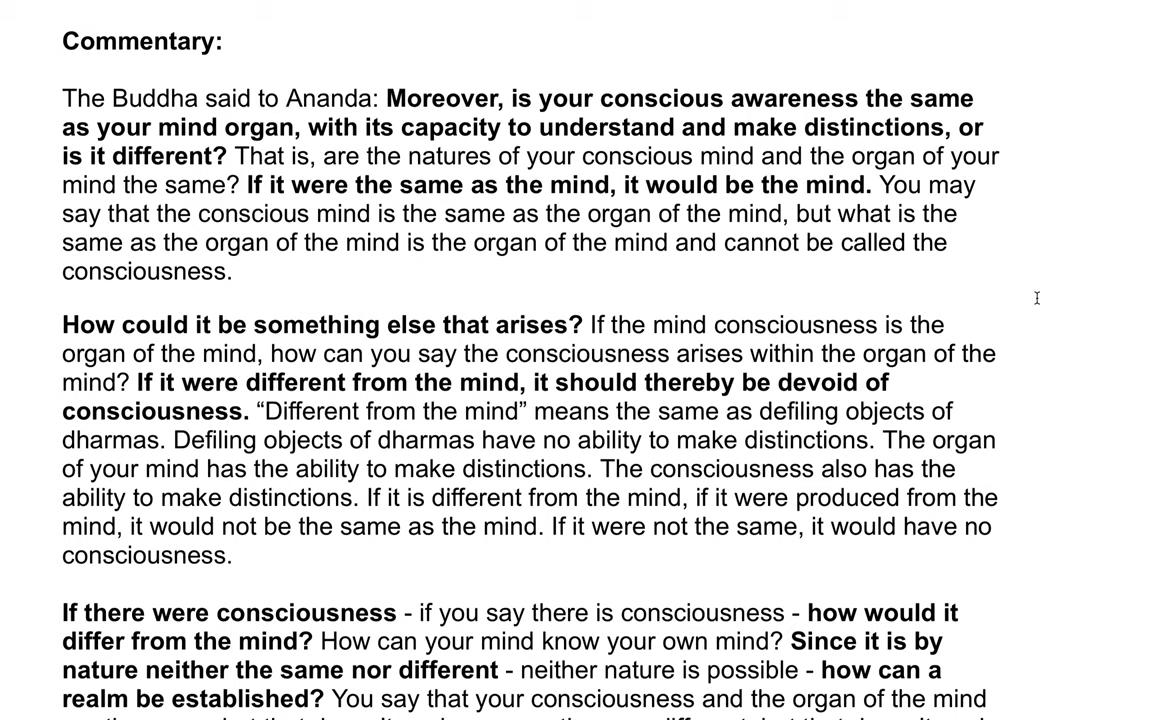 Commentary:
The Buddha said to Ananda: Moreover, is your conscious awareness the same
as your mind organ, with its capacity to understand and make distinctions, or
is it different? That is, are the natures of your conscious mind and the organ of your
mind the same? If it were the same as the mind, it would be the mind. You may
say that the conscious mind is the same as the organ of the mind, but what is the
same as the organ of the mind is the organ of the mind and cannot be called the
consciousness.
How could it be something else that arises? If the mind consciousness is the
organ of the mind, how can you say the consciousness arises within the organ of the
mind? If it were different from the mind, it should thereby be devoid of
consciousness. “Different from the mind” means the same as defiling objects of
dharmas. Defiling objects of dharmas have no ability to make distinctions. The organ
of your mind has the ability to make distinctions. The consciousness also has the
ability to make distinctions. If it is different from the mind, if it were produced from the
mind, it would not be the same as the mind. If it were not the same, it would have no
consciousness.
If there were consciousness - if you say there is consciousness - how would it
differ from the mind? How can your mind know your own mind? Since it is by
nature neither the same nor different - neither nature is possible - how can a
realm be established? You say that your consciousness and the organ of the mind